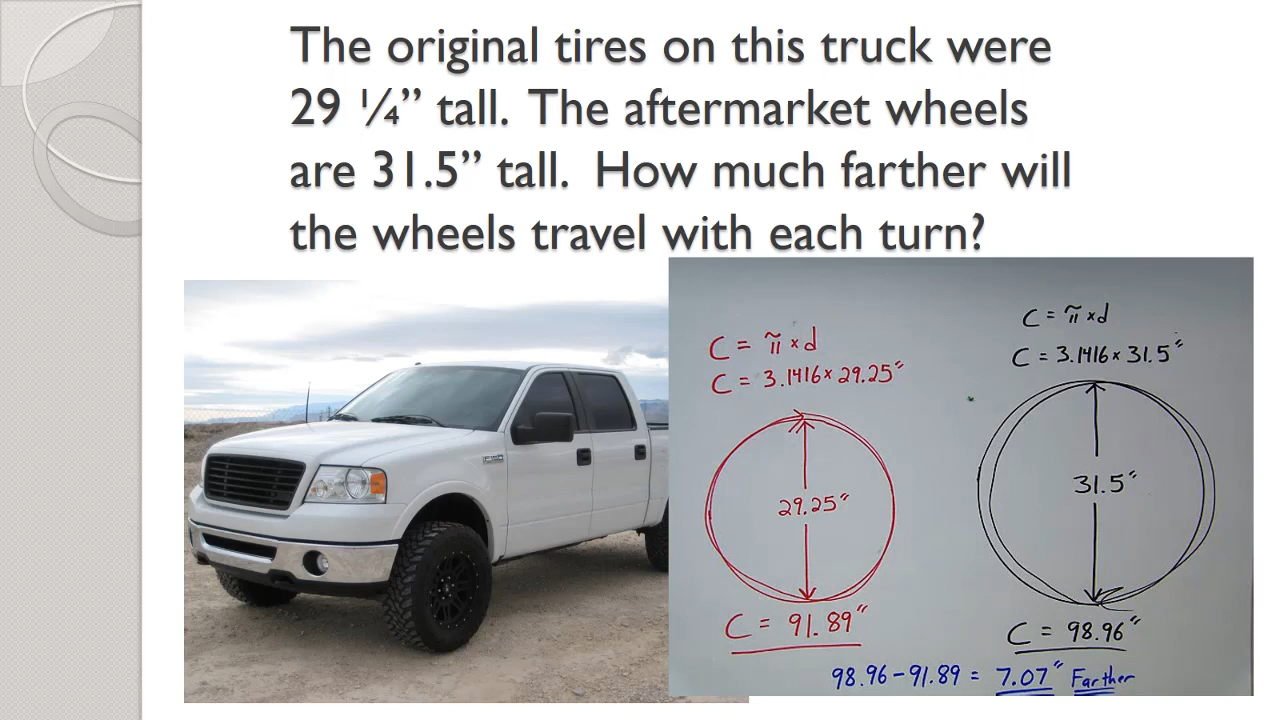 The original tires on this truck were
29 ¼” tall. The aftermarket wheels
are 31.5” tall. How much farther will
the wheels travel with each turn?
C = π × d
C = 3.1416 × 29.25"
29.25"
C = 91.89"
C = π × d
C = 3.1416 × 31.5"
31.5"
C = 98.96"
98.96 - 91.89 = 7.07" Farther